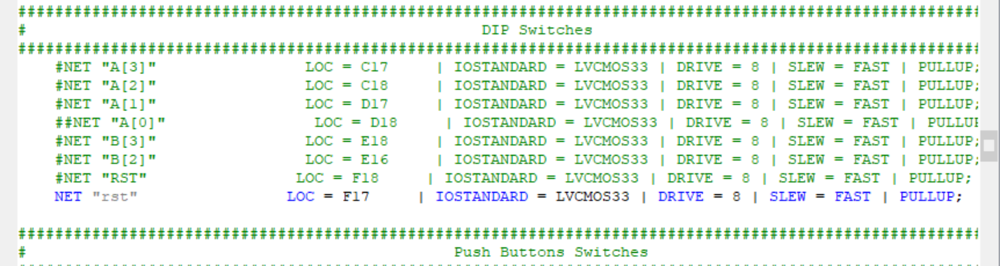 ####################################################################################################
# DIP Switches
####################################################################################################
#NET "A[3]" LOC = C17 | IOSTANDARD = LVCMOS33 | DRIVE = 8 | SLEW = FAST | PULLUP;
#NET "A[2]" LOC = C18 | IOSTANDARD = LVCMOS33 | DRIVE = 8 | SLEW = FAST | PULLUP;
#NET "A[1]" LOC = D17 | IOSTANDARD = LVCMOS33 | DRIVE = 8 | SLEW = FAST | PULLUP;
##NET "A[0]" LOC = D18 | IOSTANDARD = LVCMOS33 | DRIVE = 8 | SLEW = FAST | PULLUP
#NET "B[3]" LOC = E18 | IOSTANDARD = LVCMOS33 | DRIVE = 8 | SLEW = FAST | PULLUP;
#NET "B[2]" LOC = E16 | IOSTANDARD = LVCMOS33 | DRIVE = 8 | SLEW = FAST | PULLUP;
#NET "RST" LOC = F18 | IOSTANDARD = LVCMOS33 | DRIVE = 8 | SLEW = FAST | PULLUP;
NET "rst" LOC = F17 | IOSTANDARD = LVCMOS33 | DRIVE = 8 | SLEW = FAST | PULLUP;
####################################################################################################
# Push Buttons Switches